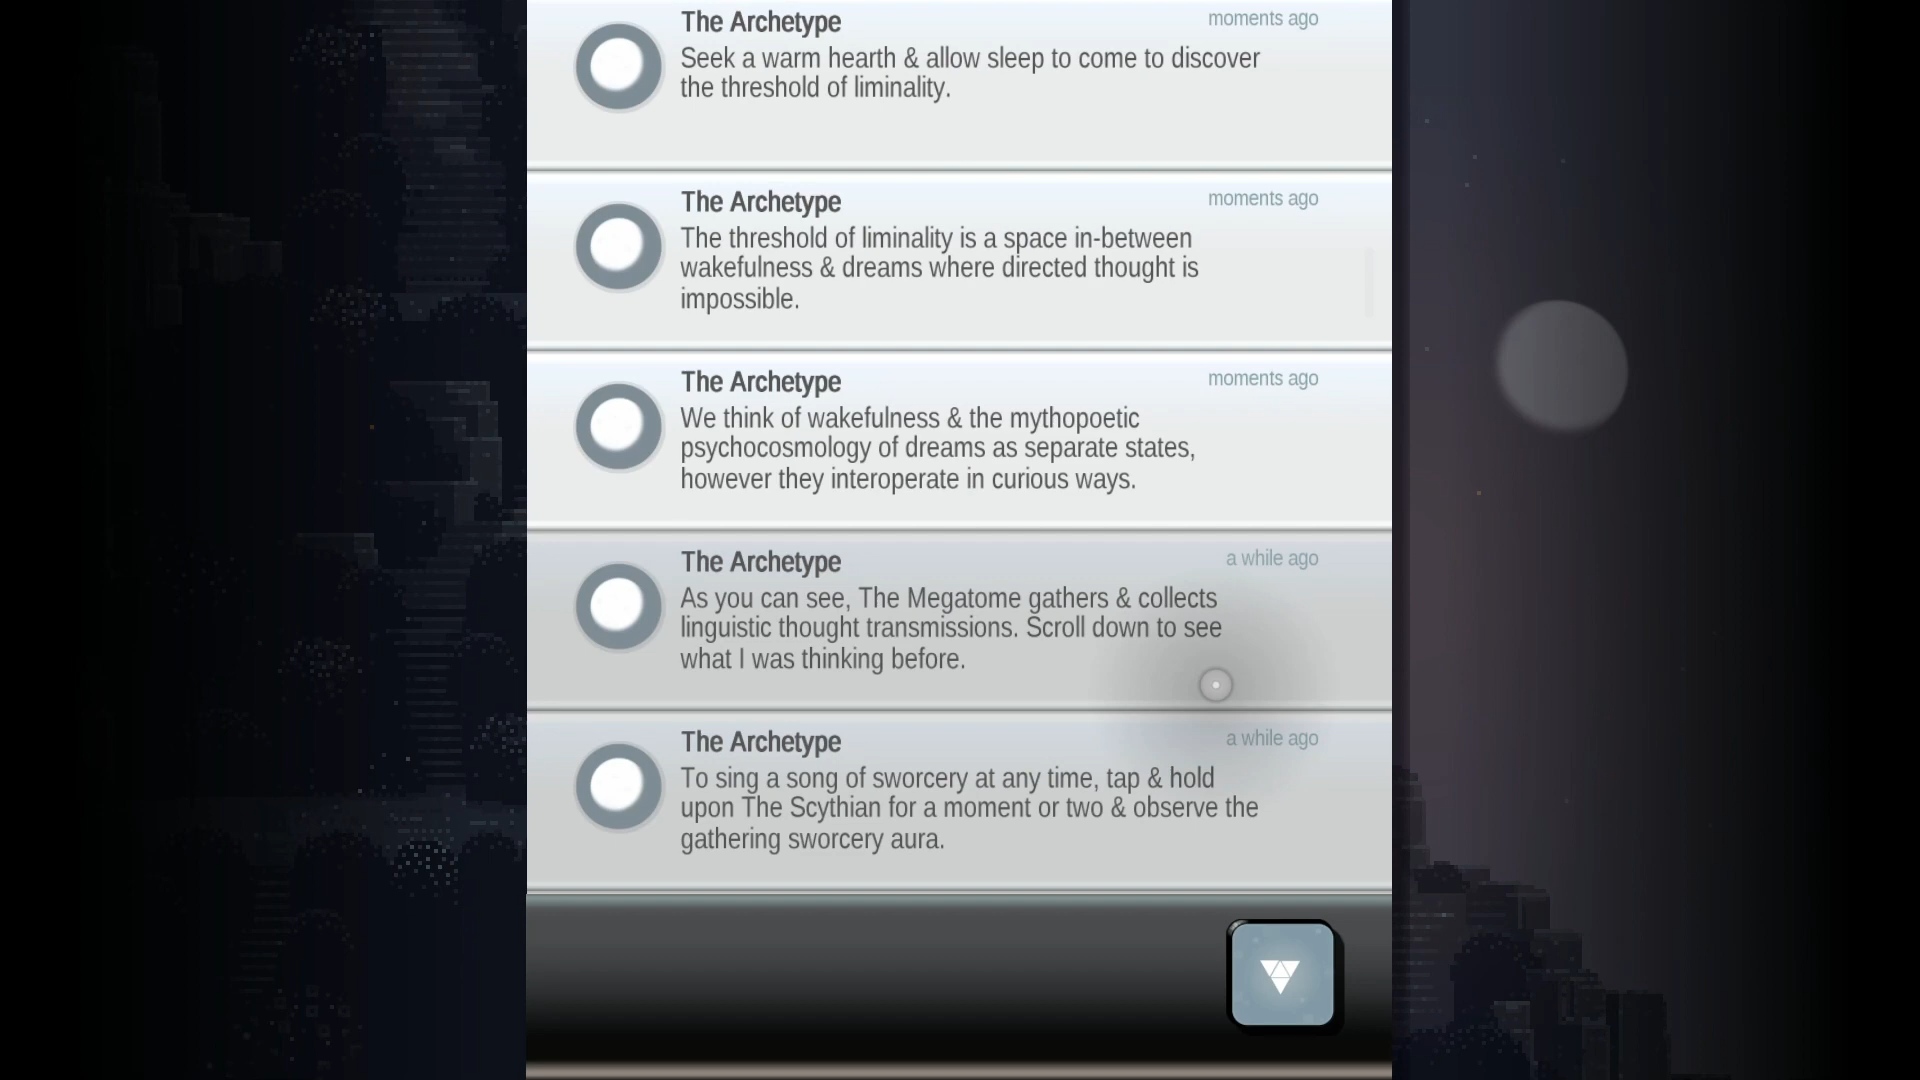 The Archetype
moments ago
Seek a warm hearth & allow sleep to come to discover
the threshold of liminality.
The Archetype
moments ago
The threshold of liminality is a space in-between
wakefulness & dreams where directed thought is
impossible.
The Archetype
moments ago
We think of wakefulness & the mythopoetic
psychocosmology of dreams as separate states,
however they interoperate in curious ways.
The Archetype
a while ago
As you can see, The Megatome gathers & collects
linguistic thought transmissions. Scroll down to see
what I was thinking before.
The Archetype
a while ago
To sing a song of sworcery at any time, tap & hold
upon The Scythian for a moment or two & observe the
gathering sworcery aura.